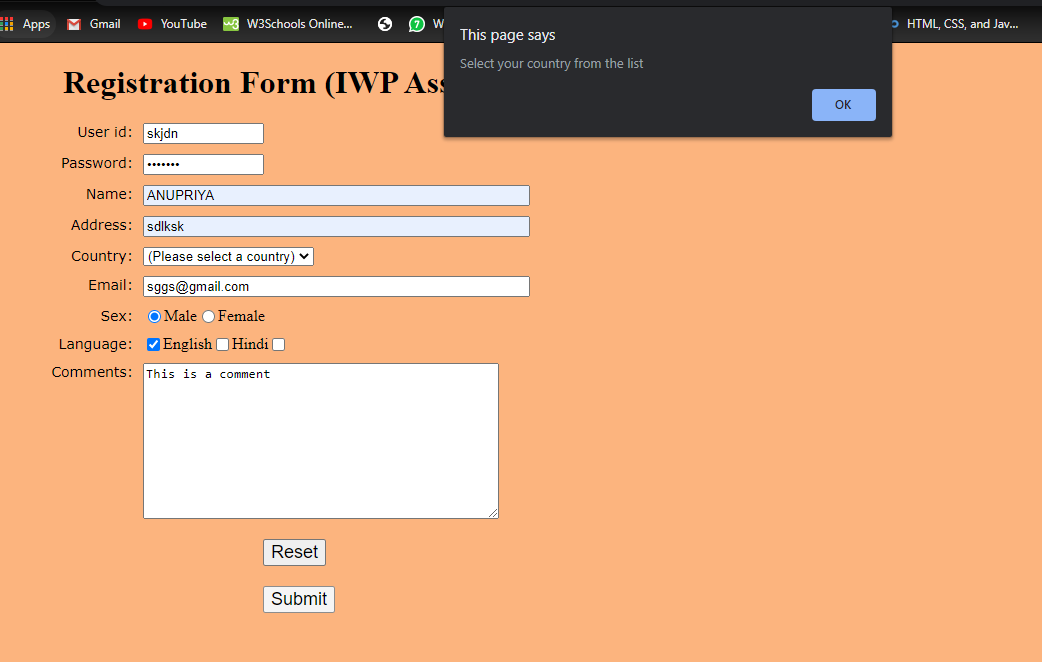 Apps Gmail YouTube W3Schools Online... 7 W HTML, CSS, and Jav...
This page says
Select your country from the list
OK
Registration Form (IWP Ass
User id: skjdn
Password: •••••••
Name: ANUPRIYA
Address: sdlksk
Country: (Please select a country)
Email: sggs@gmail.com
Sex: Male Female
Language: English Hindi
Comments: This is a comment
Reset
Submit